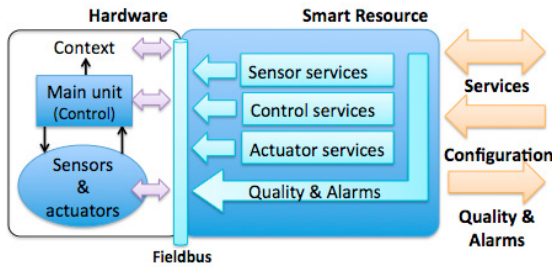 Hardware
Smart Resource
Context
Main unit
(Control)
Sensors
&
actuators
Fieldbus
Sensor services
Control services
Actuator services
Quality & Alarms
Services
Configuration
Quality &
Alarms